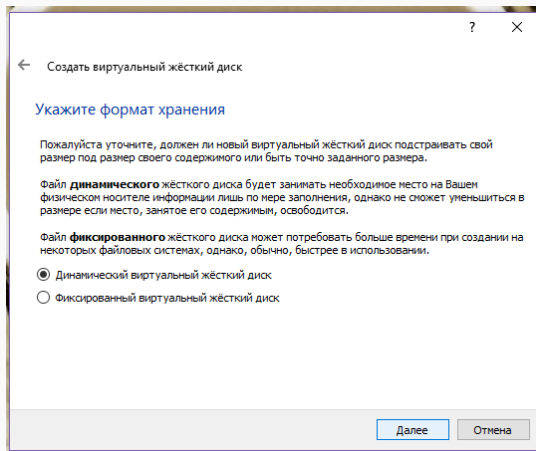 ?
Создать виртуальный жёсткий диск
Укажите формат хранения
Пожалуйста уточните, должен ли новый виртуальный жёсткий диск подстраивать свой
размер под размер своего содержимого или быть точно заданного размера.
Файл динамического жёсткого диска будет занимать необходимое место на Вашем
физическом носителе информации лишь по мере заполнения, однако не сможет уменьшиться в
размере если место, занятое его содержимым, освободится.
Файл фиксированного жёсткого диска может потребовать больше времени при создании на
некоторых файловых системах, однако, обычно, быстрее в использовании.
Динамический виртуальный жёсткий диск
Фиксированный виртуальный жёсткий диск
Далее Отмена